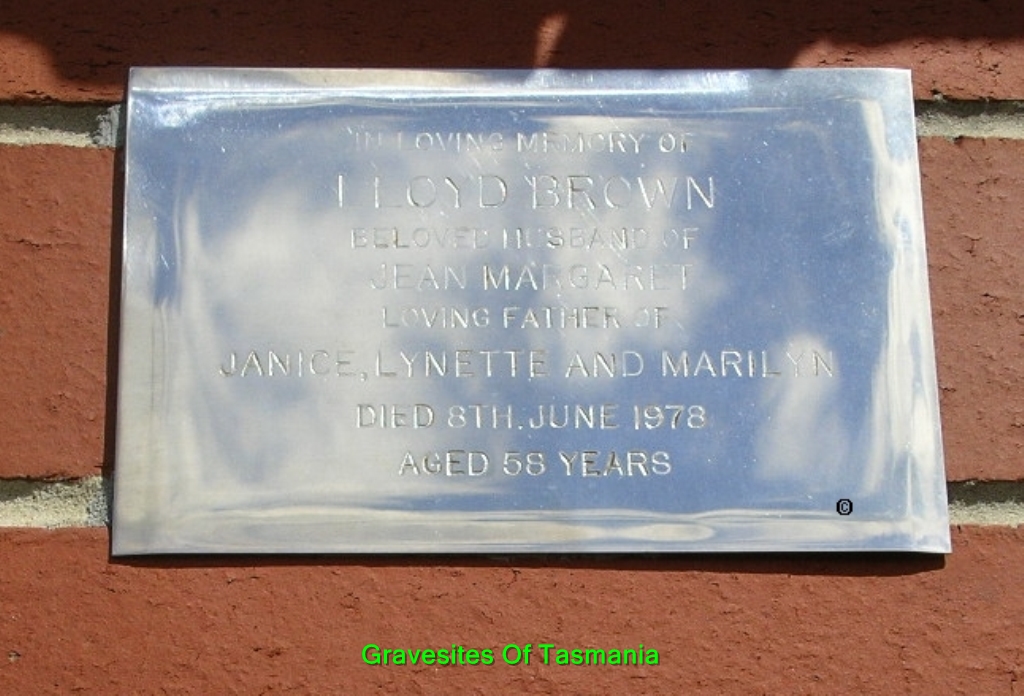 IN LOVING MEMORY OF
LLOYD BROWN
BELOVED HUSBAND OF
JEAN MARGARET
LOVING FATHER OF
JANICE, LYNETTE AND MARILYN
DIED 8TH. JUNE 1978
AGED 58 YEARS
©
Gravesites Of Tasmania